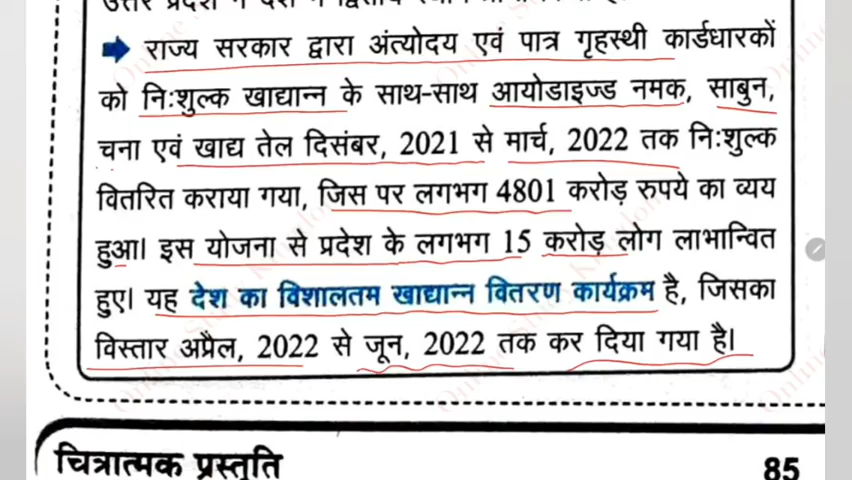 राज्य सरकार द्वारा अंत्योदय एवं पात्र गृहस्थी कार्डधारकों
को निःशुल्क खाद्यान्न के साथ-साथ आयोडाइज्ड नमक, साबुन,
चना एवं खाद्य तेल दिसंबर, 2021 से मार्च, 2022 तक निःशुल्क
वितरित कराया गया, जिस पर लगभग 4801 करोड़ रुपये का व्यय
हुआ। इस योजना से प्रदेश के लगभग 15 करोड़ लोग लाभान्वित
हुए। यह देश का विशालतम खाद्यान्न वितरण कार्यक्रम है, जिसका
विस्तार अप्रैल, 2022 से जून, 2022 तक कर दिया गया है।
चित्रात्मक प्रस्तुति 85